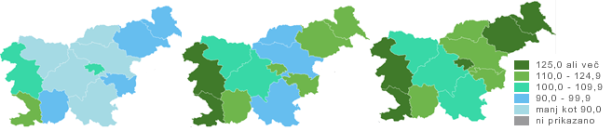 125,0 ali več
110,0 - 124,9
100,0 - 109,9
90,0 - 99,9
manj kot 90,0
ni prikazano